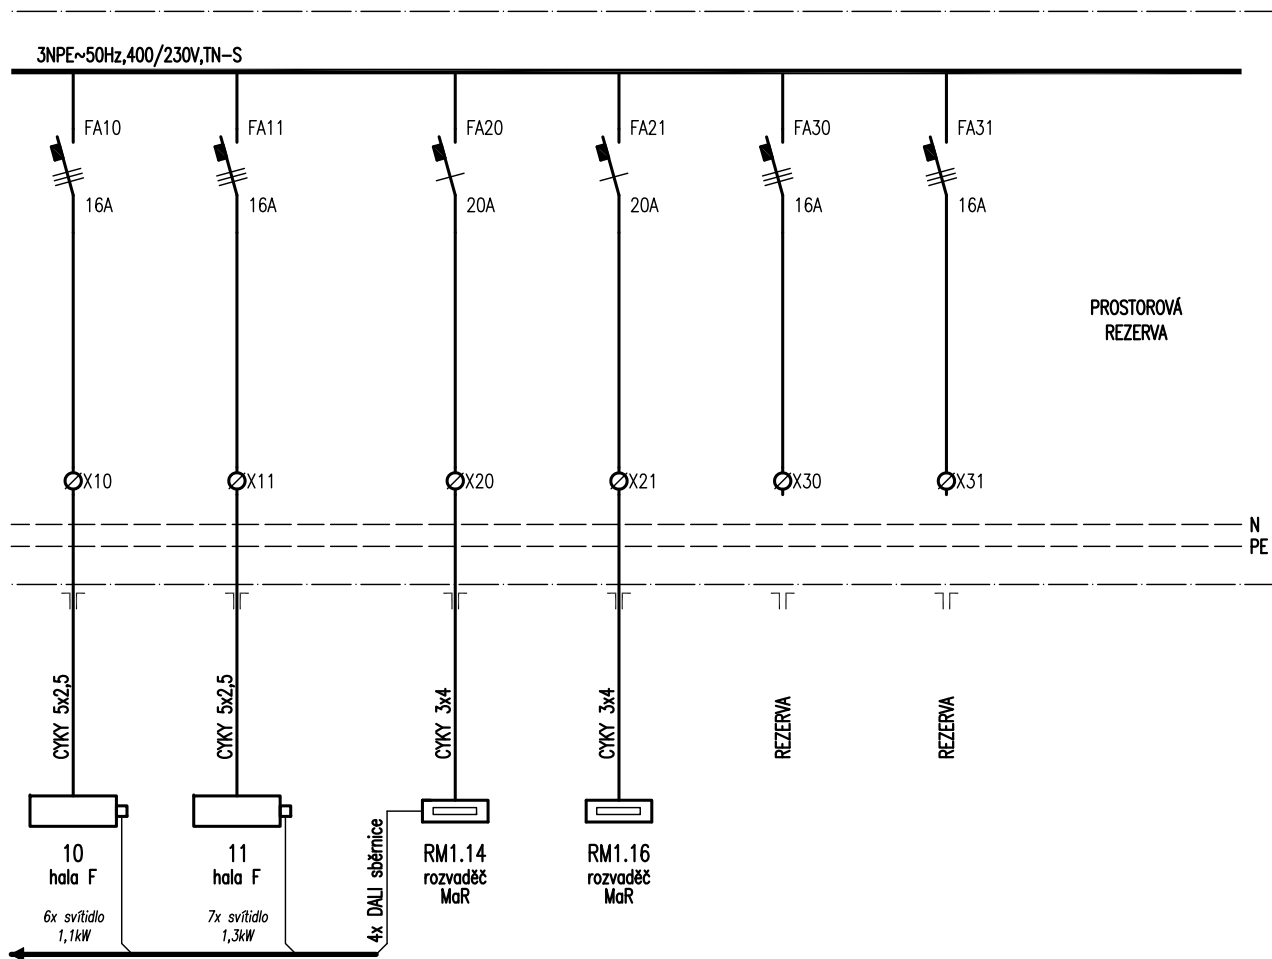 3NPE~50Hz,400/230V,TN-S
FA10
FA11
FA20
FA21
FA30
FA31
16A
16A
20A
20A
16A
16A
PROSTOROVÁ
REZERVA
X10
X11
X20
X21
X30
X31
N
PE
CYKY 5x2,5
CYKY 5x2,5
CYKY 3x4
CYKY 3x4
REZERVA
REZERVA
10
hala F
6x svítidlo
1,1kW
11
hala F
7x svítidlo
1,3kW
4x DALI sběrnice
RM1.14
rozvaděč
MaR
RM1.16
rozvaděč
MaR